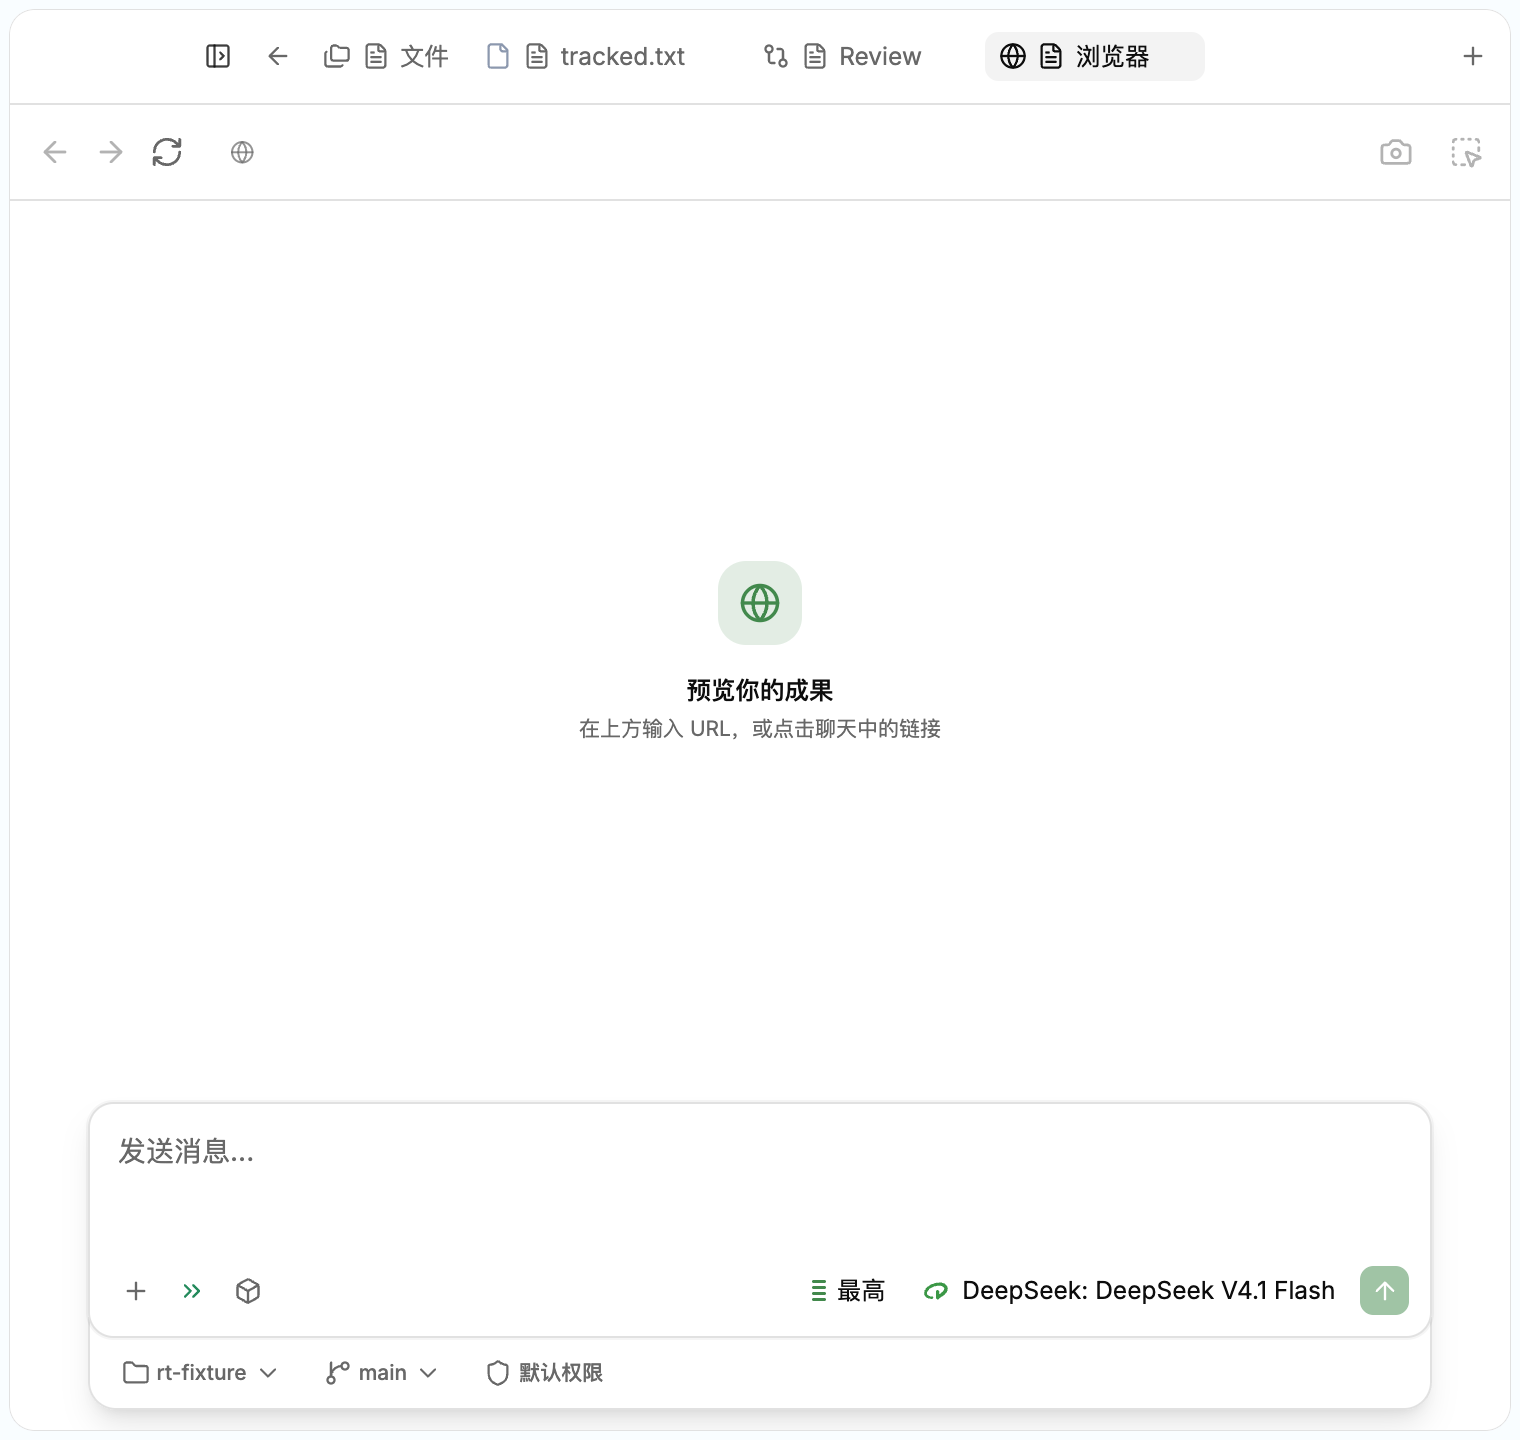 文件 tracked.txt Review 浏览器
预览你的成果
在上方输入 URL，或点击聊天中的链接
发送消息...
最高 DeepSeek: DeepSeek V4.1 Flash
rt-fixture main 默认权限